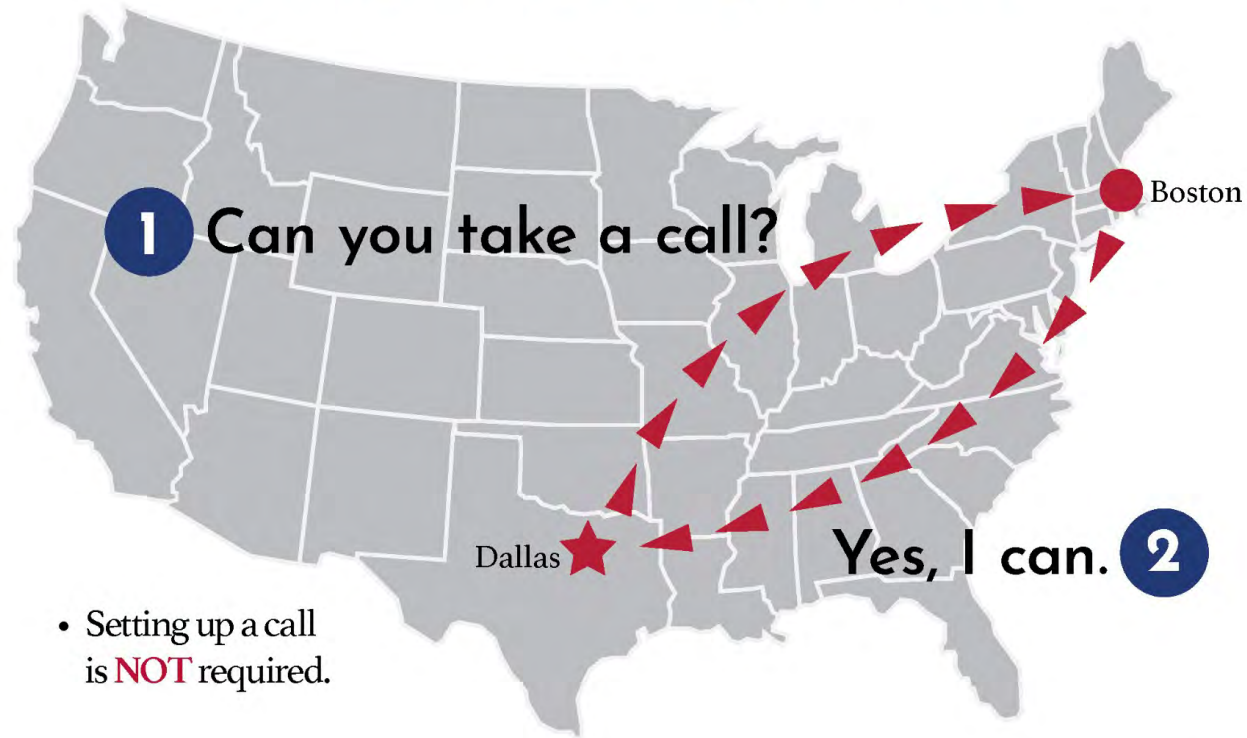 1 Can you take a call?
Boston
Dallas
Yes, I can. 2
• Setting up a call
is NOT required.